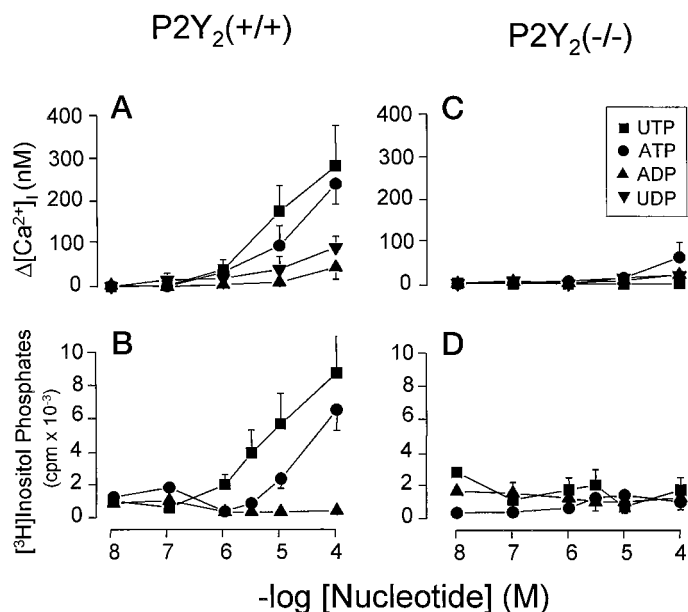 P2Y₂(+/+)
P2Y₂(-/-)
A
C
Δ[Ca²⁺]ᵢ (nM)
400
300
200
100
0
400
300
200
100
0
UTP
ATP
ADP
UDP
B
D
[³H]Inositol Phosphates
(cpm x 10⁻³)
10
8
6
4
2
0
10
8
6
4
2
0
8 7 6 5 4
8 7 6 5 4
-log [Nucleotide] (M)